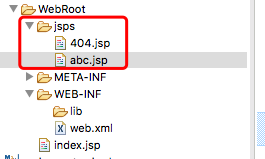 WebRoot
jsps
404.jsp
abc.jsp
META-INF
WEB-INF
lib
web.xml
index.jsp